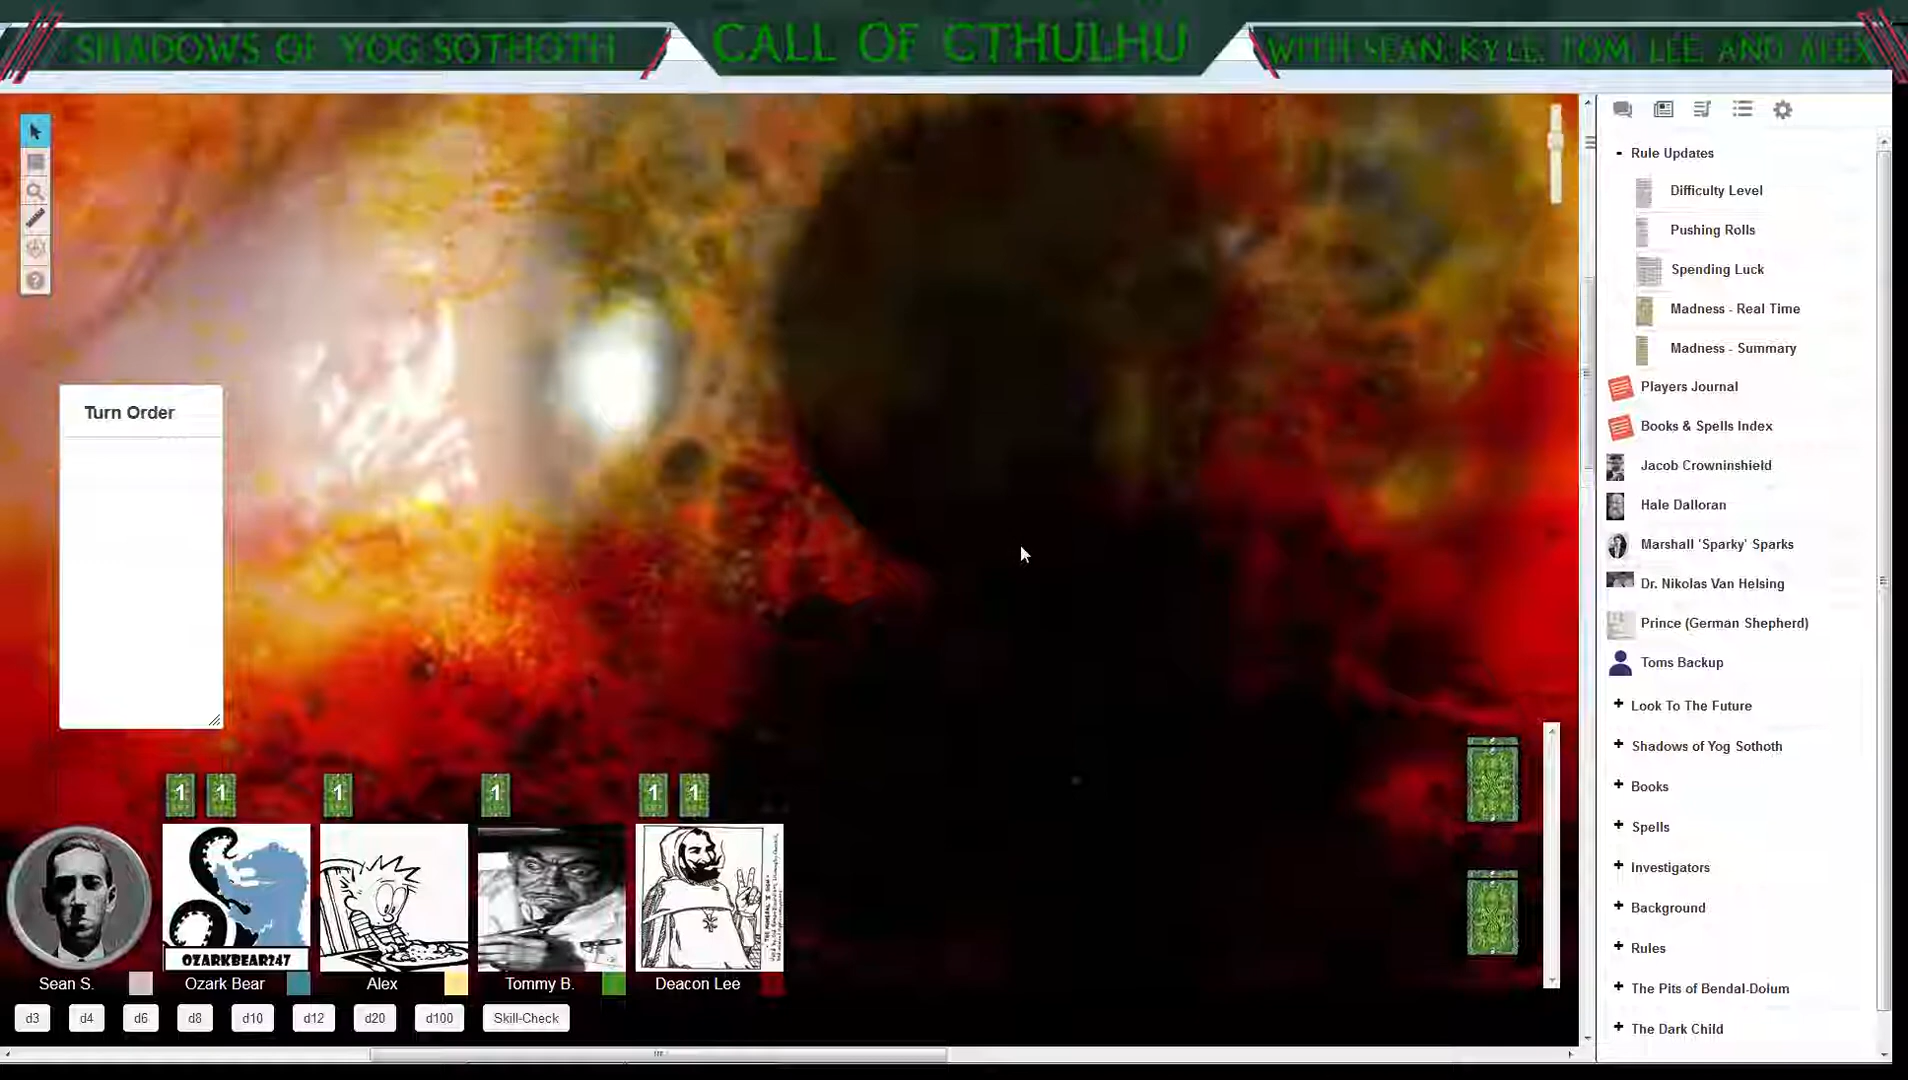 SHADOWS OF YOG SOTHOTH
CALL OF CTHULHU
WITH SEAN, KYLE, TOM, LEE, AND ALEX
Rule Updates
Difficulty Level
Pushing Rolls
Spending Luck
Madness - Real Time
Madness - Summary
Players Journal
Books & Spells Index
Jacob Crowninshield
Hale Dalloran
Marshall 'Sparky' Sparks
Dr. Nikolas Van Helsing
Prince (German Shepherd)
Toms Backup
Look To The Future
Shadows of Yog Sothoth
Books
Spells
Investigators
Background
Rules
The Pits of Bendal-Dolum
The Dark Child
Turn Order
1 1 1 1 1 1
OZARKBEAR247
Sean S. Ozark Bear Alex Tommy B. Deacon Lee
d3 d4 d6 d8 d10 d12 d20 d100 Skill-Check